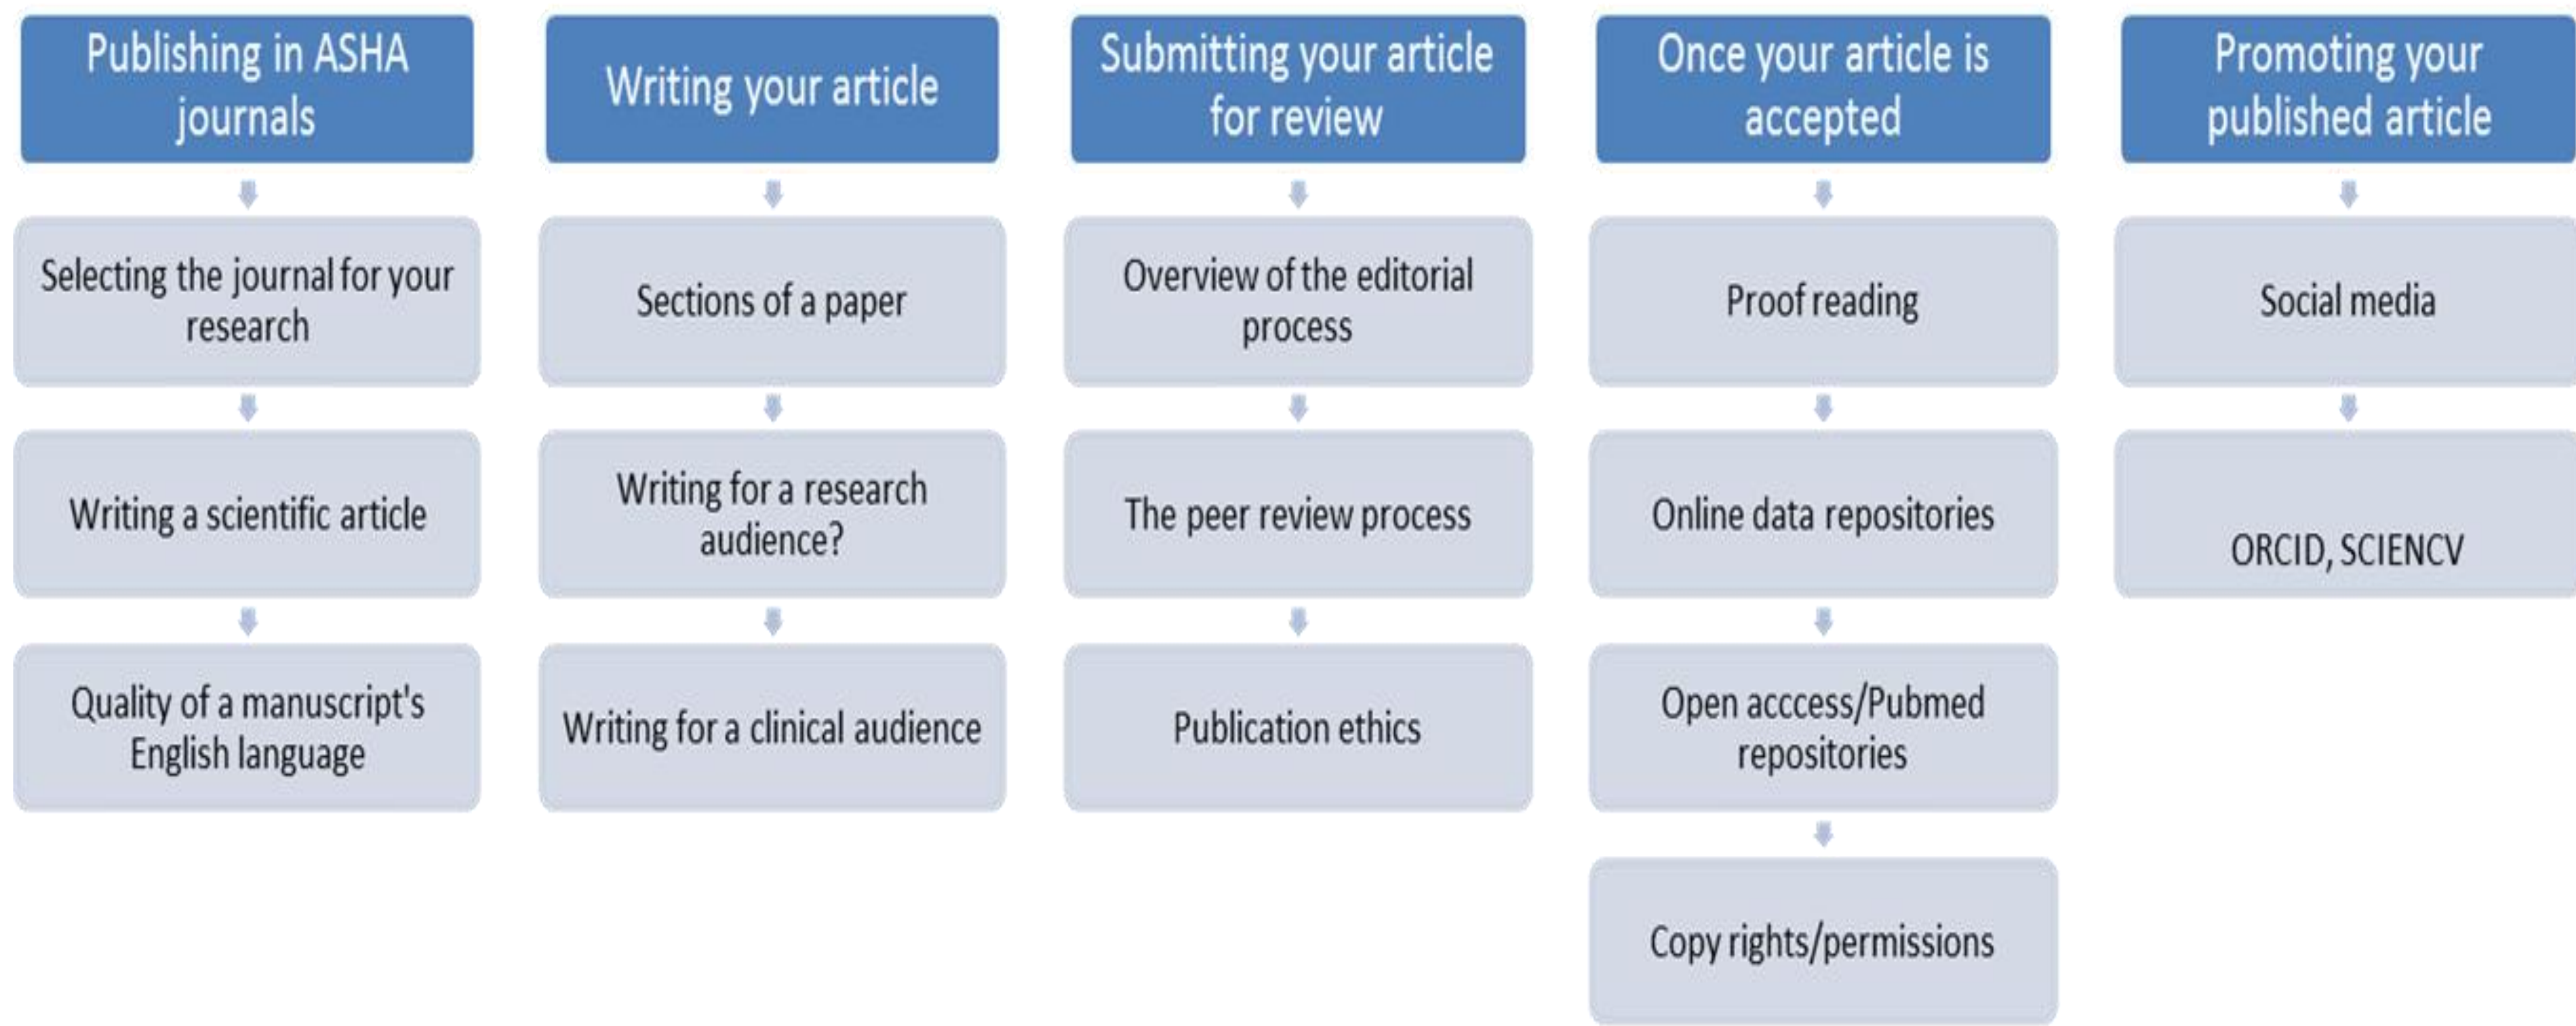 Publishing in ASHA
journals
Selecting the journal for your
research
Writing a scientific article
Quality of a manuscript's
English language
Writing your article
Sections of a paper
Writing for a research
audience?
Writing for a clinical audience
Submitting your article
for review
Overview of the editorial
process
The peer review process
Publication ethics
Once your article is
accepted
Proof reading
Online data repositories
Open acccess/Pubmed
repositories
Copy rights/permissions
Promoting your
published article
Social media
ORCID, SCIENCV